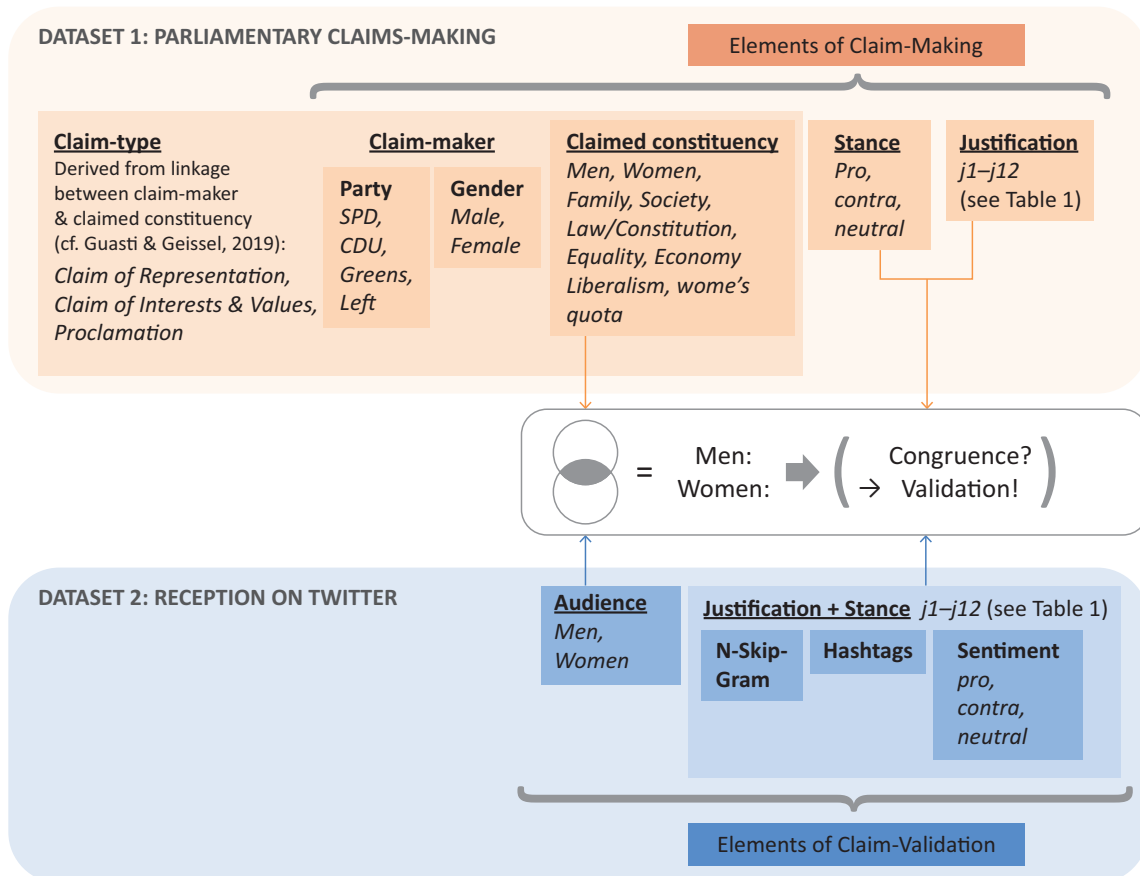 DATASET 1: PARLIAMENTARY CLAIMS-MAKING
Elements of Claim-Making
Claim-type
Derived from linkage
between claim-maker
& claimed constituency
(cf. Guasti & Geissel, 2019):
Claim of Representation,
Claim of Interests & Values,
Proclamation
Claim-maker
Party
SPD,
CDU,
Greens,
Left
Gender
Male,
Female
Claimed constituency
Men, Women,
Family, Society,
Law/Constitution,
Equality, Economy
Liberalism, wome's
quota
Stance
Pro,
contra,
neutral
Justification
j1–j12
(see Table 1)
= Men:
Women:
( Congruence? )
→ Validation!
DATASET 2: RECEPTION ON TWITTER
Audience
Men,
Women
Justification + Stance j1–j12 (see Table 1)
N-Skip-
Gram
Hashtags
Sentiment
pro,
contra,
neutral
Elements of Claim-Validation